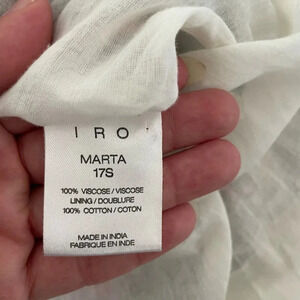 IRO
MARTA
17S
100% VISCOSE / VISCOSE
LINING / DOUBLURE
100% COTTON / COTON
MADE IN INDIA
FABRIQUE EN INDE